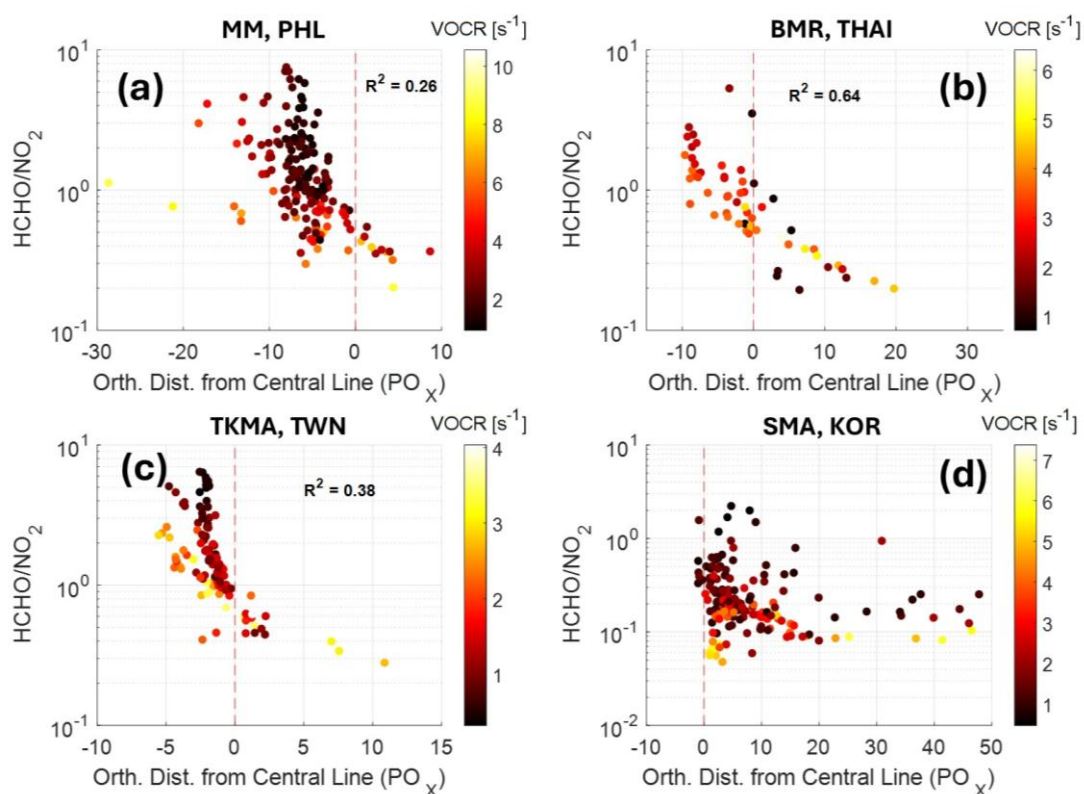 MM, PHL
VOCR [s⁻¹]
(a)
R² = 0.26
HCHO/NO₂
10¹
10⁰
10⁻¹
-30 -20 -10 0 10
Orth. Dist. from Central Line (PO X)
10
8
6
4
2
BMR, THAI
VOCR [s⁻¹]
(b)
R² = 0.64
HCHO/NO₂
10¹
10⁰
10⁻¹
-10 0 10 20 30
Orth. Dist. from Central Line (PO X)
6
5
4
3
2
1
TKMA, TWN
VOCR [s⁻¹]
(c)
R² = 0.38
HCHO/NO₂
10¹
10⁰
10⁻¹
-10 -5 0 5 10 15
Orth. Dist. from Central Line (PO X)
4
3
2
1
SMA, KOR
VOCR [s⁻¹]
(d)
HCHO/NO₂
10¹
10⁰
10⁻¹
10⁻²
0 10 20 30 40 50
Orth. Dist. from Central Line (PO X)
7
6
5
4
3
2
1